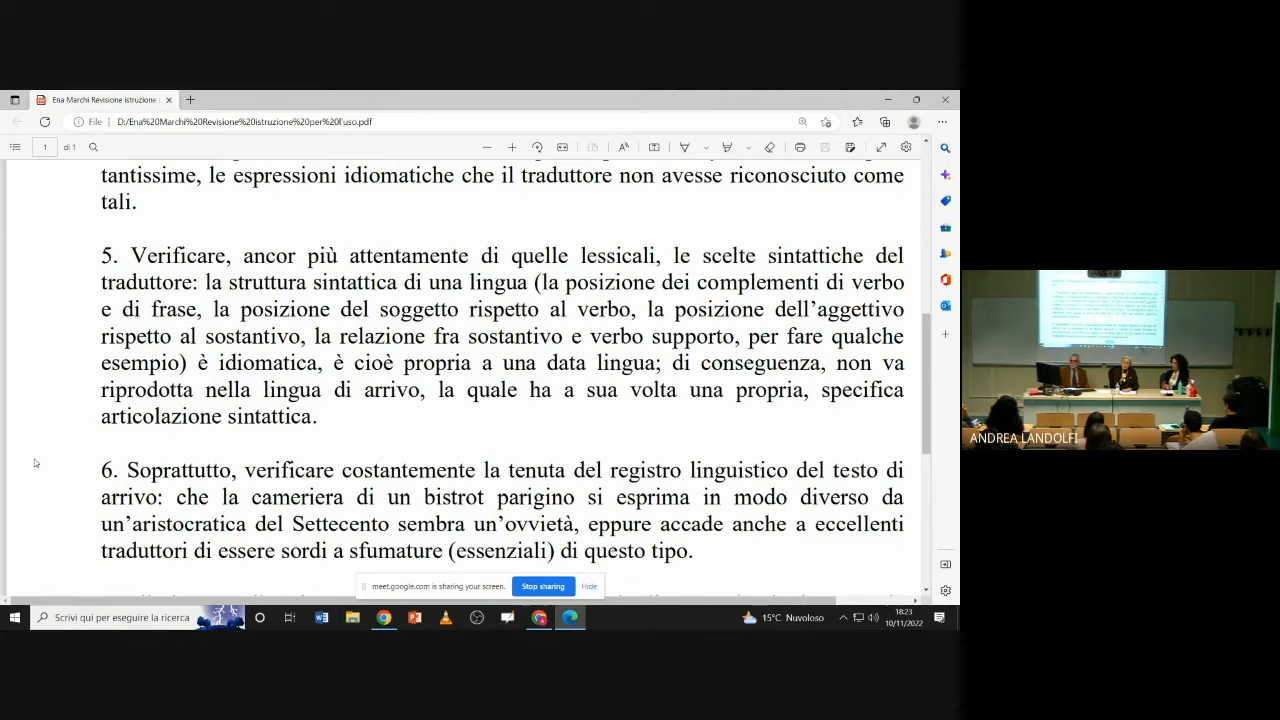 Ena Marchi Revisione istruzione
File
D:/Ena%20Marchi%20Revisione%20istruzione%20per%20l'uso.pdf
1
di 1
tantissime, le espressioni idiomatiche che il traduttore non avesse riconosciuto come
tali.
5. Verificare, ancor più attentamente di quelle lessicali, le scelte sintattiche del
traduttore: la struttura sintattica di una lingua (la posizione dei complementi di verbo
e di frase, la posizione del soggetto rispetto al verbo, la posizione dell’aggettivo
rispetto al sostantivo, la relazione fra sostantivo e verbo supporto, per fare qualche
esempio) è idiomatica, è cioè propria a una data lingua; di conseguenza, non va
riprodotta nella lingua di arrivo, la quale ha a sua volta una propria, specifica
articolazione sintattica.
6. Soprattutto, verificare costantemente la tenuta del registro linguistico del testo di
arrivo: che la cameriera di un bistrot parigino si esprima in modo diverso da
un’aristocratica del Settecento sembra un’ovvietà, eppure accade anche a eccellenti
traduttori di essere sordi a sfumature (essenziali) di questo tipo.
meet.google.com is sharing your screen.
Stop sharing
Hide
Scrivi qui per eseguire la ricerca
15°C Nuvoloso
18:23
10/11/2022
ANDREA LANDOLFI